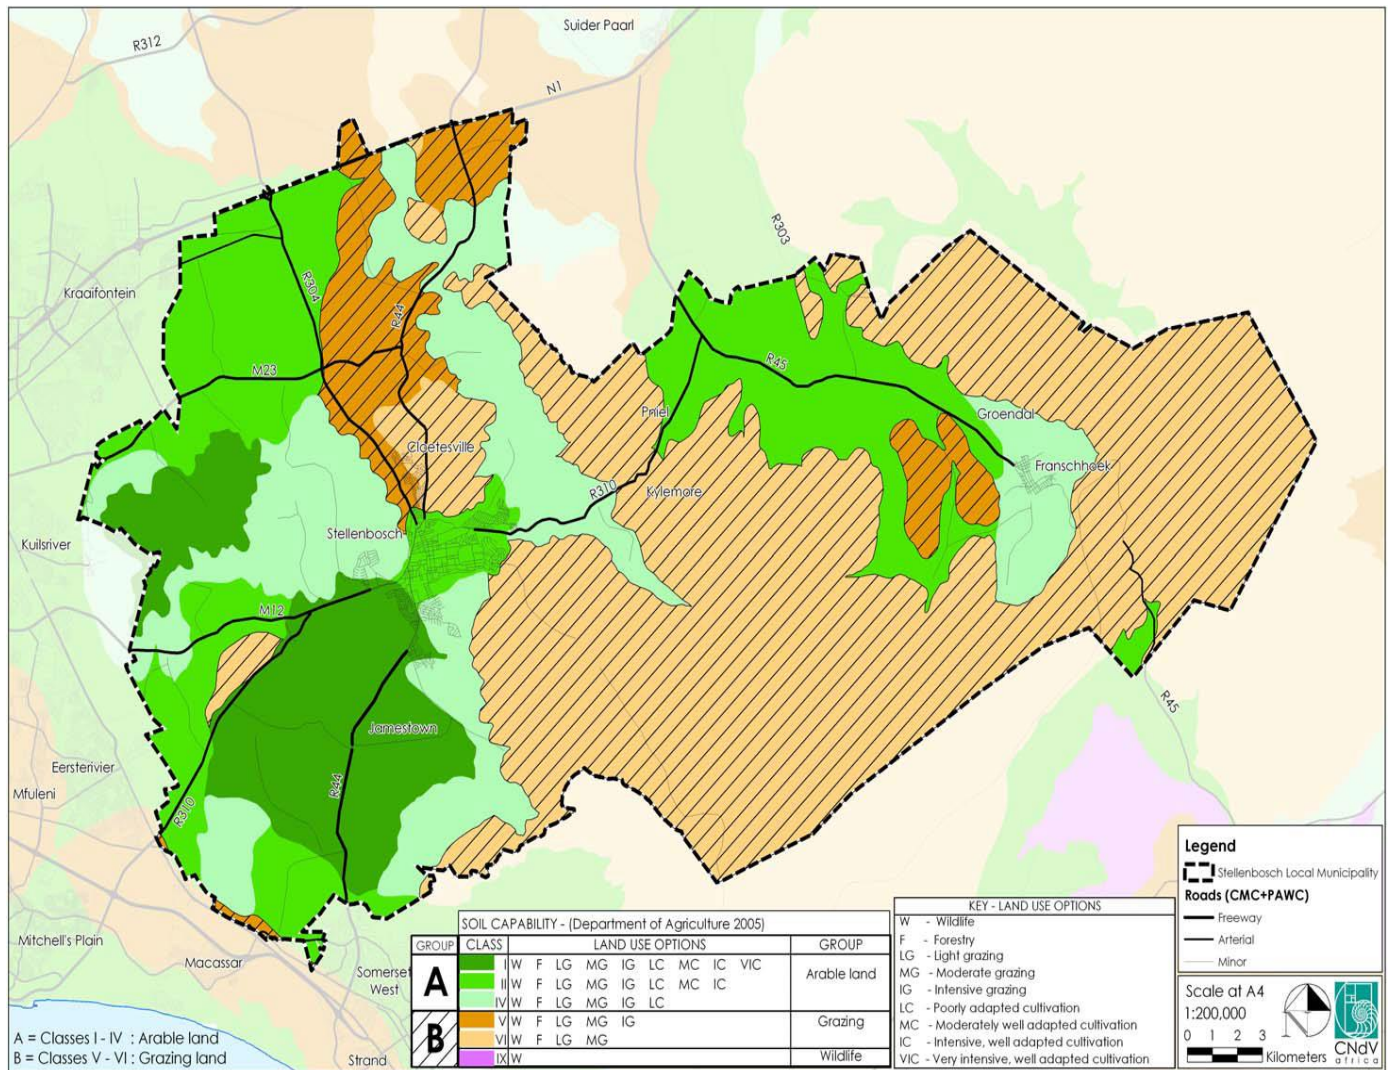 Suider Paarl
R312
N1
R303
Kraaifontein
R304
R44
M23
R45
Pniel
Groendal
Cloetesville
Franschhoek
R310
Kylemore
Stellenbosch
Kuilsriver
M12
R45
Jamestown
Eersterivier
Mfuleni
R44
R310
Mitchell's Plain
Macassar
Somerset
West
Strand
A = Classes I - IV : Arable land
B = Classes V - VI : Grazing land
SOIL CAPABILITY - (Department of Agriculture 2005)
GROUP CLASS LAND USE OPTIONS GROUP
A I W F LG MG IG LC MC IC VIC Arable land
II W F LG MG IG LC MC IC
IV W F LG MG IG LC
B V W F LG MG IG Grazing
VI W F LG MG
IX W Wildlife
KEY - LAND USE OPTIONS
W - Wildlife
F - Forestry
LG - Light grazing
MG - Moderate grazing
IG - Intensive grazing
LC - Poorly adapted cultivation
MC - Moderately well adapted cultivation
IC - Intensive, well adapted cultivation
VIC - Very intensive, well adapted cultivation
Legend
Stellenbosch Local Municipality
Roads (CMC+PAWC)
Freeway
Arterial
Minor
Scale at A4
1:200,000
0 1 2 3
Kilometers
N
CNdV
africa